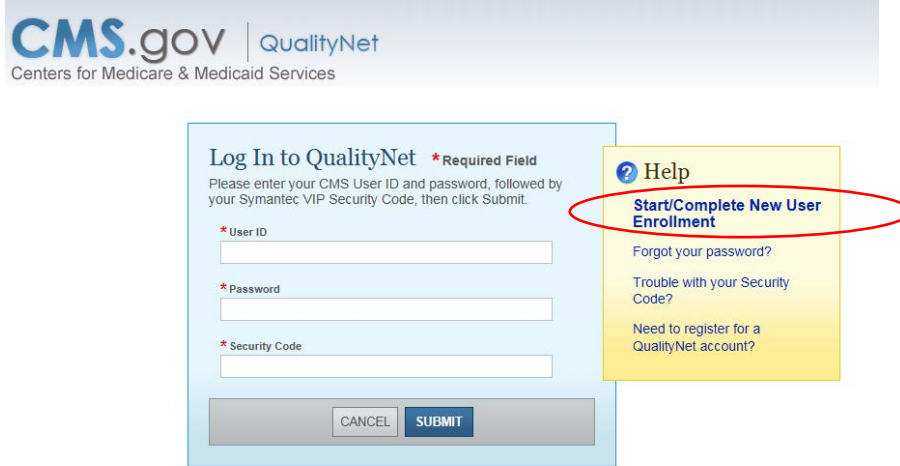 CMS.gov
QualityNet
Centers for Medicare & Medicaid Services
Log In to QualityNet * Required Field
Please enter your CMS User ID and password, followed by
your Symantec VIP Security Code, then click Submit.
* User ID
* Password
* Security Code
CANCEL SUBMIT
? Help
Start/Complete New User
Enrollment
Forgot your password?
Trouble with your Security
Code?
Need to register for a
QualityNet account?